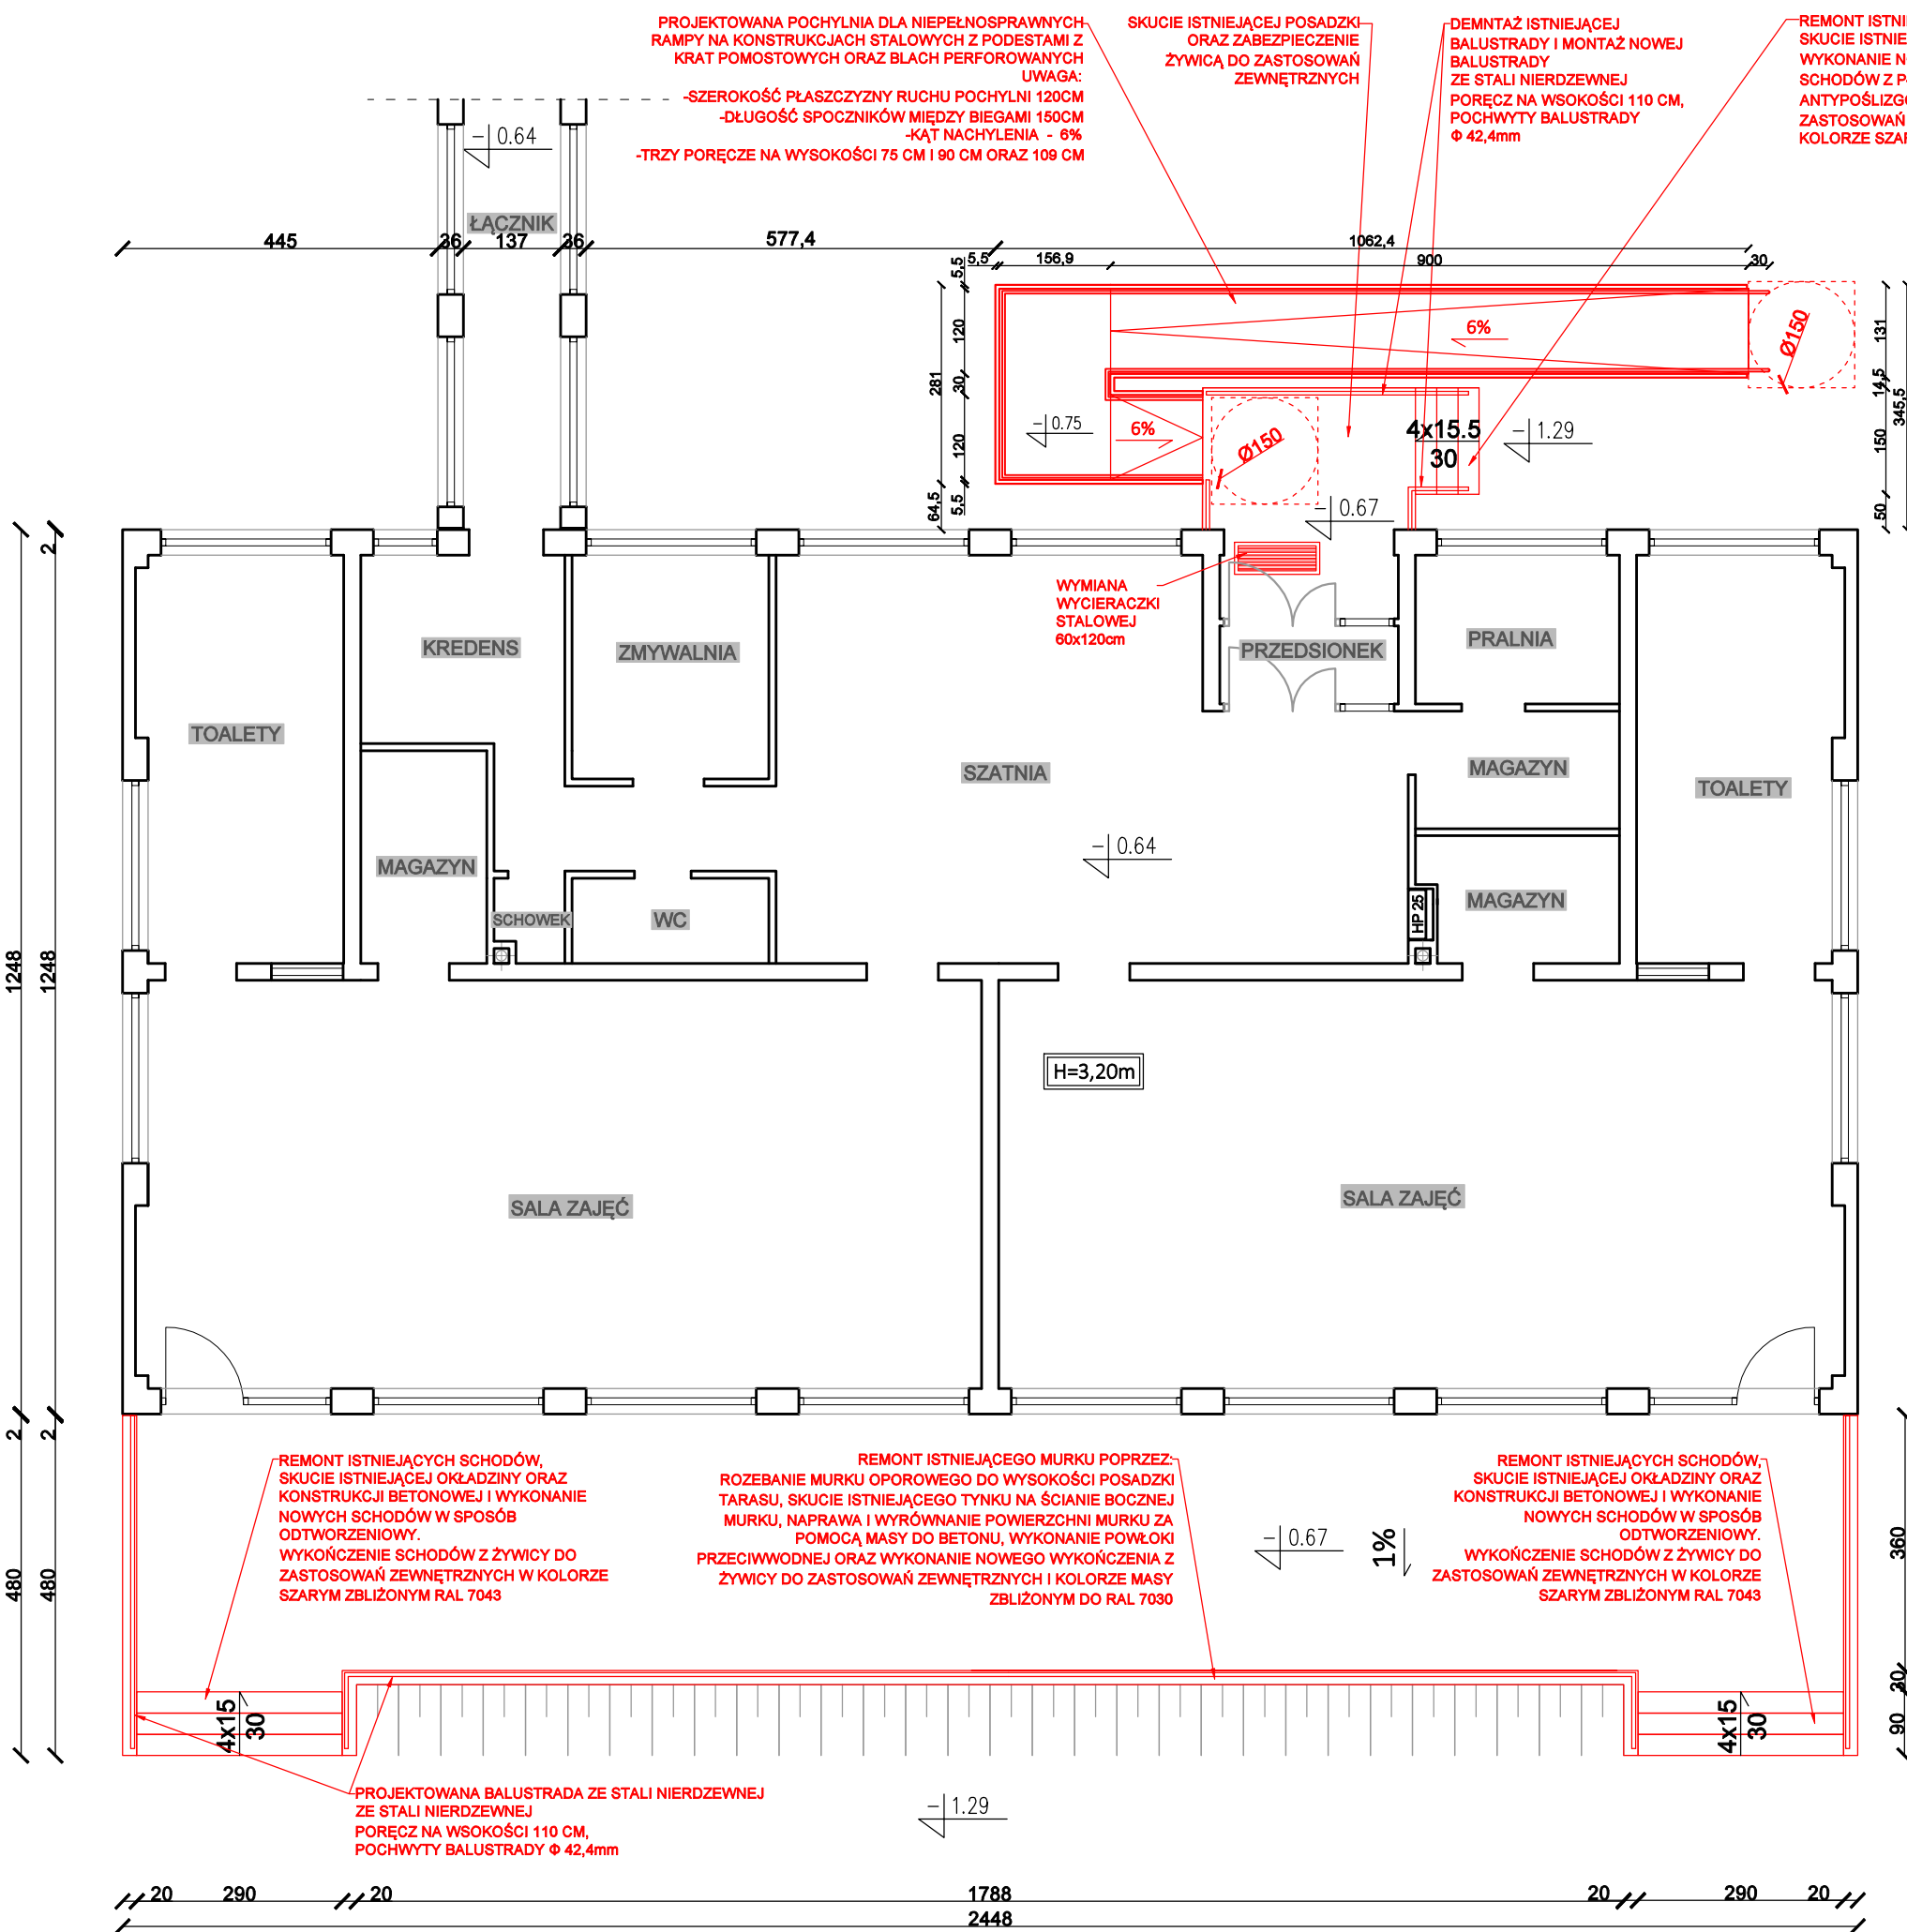 PROJEKTOWANA POCHYLNIA DLA NIEPEŁNOSPRAWNYCH
RAMPY NA KONSTRUKCJACH STALOWYCH Z PODESTAMI Z
KRAT POMOSTOWYCH ORAZ BLACH PERFOROWANYCH
UWAGA:
-SZEROKOŚĆ PŁASZCZYZNY RUCHU POCHYLNI 120CM
-DŁUGOŚĆ SPOCZNIKÓW MIĘDZY BIEGAMI 150CM
-KĄT NACHYLENIA - 6%
-TRZY PORĘCZE NA WYSOKOŚCI 75 CM I 90 CM ORAZ 109 CM
SKUCIE ISTNIEJĄCEJ POSADZKI
ORAZ ZABEZPIECZENIE
ŻYWICĄ DO ZASTOSOWAŃ
ZEWNĘTRZNYCH
DEMNTAŻ ISTNIEJĄCEJ
BALUSTRADY I MONTAŻ NOWEJ
BALUSTRADY
ZE STALI NIERDZEWNEJ
PORĘCZ NA WSOKOŚCI 110 CM,
POCHWYTY BALUSTRADY
Φ 42,4mm
REMONT ISTNI
SKUCIE ISTNIE
WYKONANIE N
SCHODÓW Z P
ANTYPOŚLIZG
ZASTOSOWAŃ
KOLORZE SZA
-0.64
ŁĄCZNIK
445
36
137
36
577,4
1062,4
5,5
156,9
900
30
5,5
120
30
120
5,5
281
64,5
6%
Ø150
131
14,5
150
50
345,5
-0.75
6%
Ø150
4x15.5
30
-1.29
-0.67
WYMIANA
WYCIERACZKI
STALOWEJ
60x120cm
KREDENS
ZMYWALNIA
PRZEDSIONEK
PRALNIA
TOALETY
SZATNIA
MAGAZYN
TOALETY
-0.64
MAGAZYN
SCHOWEK
WC
HP 25
MAGAZYN
2
1248
1248
H=3,20m
SALA ZAJĘĆ
SALA ZAJĘĆ
2
2
480
480
REMONT ISTNIEJĄCYCH SCHODÓW,
SKUCIE ISTNIEJĄCEJ OKŁADZINY ORAZ
KONSTRUKCJI BETONOWEJ I WYKONANIE
NOWYCH SCHODÓW W SPOSÓB
ODTWORZENIOWY.
WYKOŃCZENIE SCHODÓW Z ŻYWICY DO
ZASTOSOWAŃ ZEWNĘTRZNYCH W KOLORZE
SZARYM ZBLIŻONYM RAL 7043
REMONT ISTNIEJĄCEGO MURKU POPRZEZ:
ROZEBANIE MURKU OPOROWEGO DO WYSOKOŚCI POSADZKI
TARASU, SKUCIE ISTNIEJĄCEGO TYNKU NA ŚCIANIE BOCZNEJ
MURKU, NAPRAWA I WYRÓWNANIE POWIERZCHNI MURKU ZA
POMOCĄ MASY DO BETONU, WYKONANIE POWŁOKI
PRZECIWWODNEJ ORAZ WYKONANIE NOWEGO WYKOŃCZENIA Z
ŻYWICY DO ZASTOSOWAŃ ZEWNĘTRZNYCH I KOLORZE MASY
ZBLIŻONYM DO RAL 7030
-0.67
1%
REMONT ISTNIEJĄCYCH SCHODÓW,
SKUCIE ISTNIEJĄCEJ OKŁADZINY ORAZ
KONSTRUKCJI BETONOWEJ I WYKONANIE
NOWYCH SCHODÓW W SPOSÓB
ODTWORZENIOWY.
WYKOŃCZENIE SCHODÓW Z ŻYWICY DO
ZASTOSOWAŃ ZEWNĘTRZNYCH W KOLORZE
SZARYM ZBLIŻONYM RAL 7043
360
30
90
4x15
30
4x15
30
PROJEKTOWANA BALUSTRADA ZE STALI NIERDZEWNEJ
ZE STALI NIERDZEWNEJ
PORĘCZ NA WSOKOŚCI 110 CM,
POCHWYTY BALUSTRADY Φ 42,4mm
-1.29
20
290
20
1788
20
290
20
2448